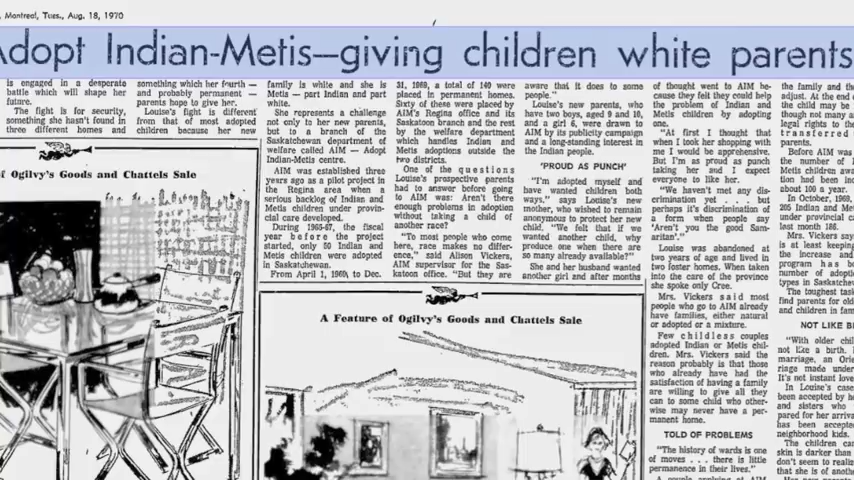 , Montreal, Tues., Aug. 18, 1970
Adopt Indian-Metis—giving children white parents
is engaged in a desperate
battle which will shape her
future.
The fight is for security,
something she hasn't found in
three different homes and
something which her fourth —
and probably permanent —
parents hope to give her.
Louise's fight is different
from that of most adopted
children because her new
family is white and she is
Metis — part Indian and part
white.
She represents a challenge
not only to her new parents,
but to a branch of the
Saskatchewan department of
welfare called AIM — Adopt
Indian-Metis centre.
AIM was established three
years ago as a pilot project in
the Regina area when a
serious backlog of Indian and
Metis children under provin-
cial care developed.
During 1966-67, the fiscal
year before the project
started, only 50 Indian and
Metis children were adopted
in Saskatchewan.
From April 1, 1969, to Dec.
31, 1969, a total of 140 were
placed in permanent homes.
Sixty of these were placed by
AIM's Regina office and its
Saskatoon branch and the rest
by the welfare department
which handles Indian and
Metis adoptions outside the
two districts.
One of the questions
Louise's prospective parents
had to answer before going
to AIM was: Aren't there
enough problems in adoption
without taking a child of
another race?
"To most people who come
here, race makes no differ-
ence," said Alison Vickers,
AIM supervisor for the Sas-
katoon office. "But they are
aware that it does to some
people."
Louise's new parents, who
have two boys, aged 9 and 10,
and a girl 6, were drawn to
AIM by its publicity campaign
and a long-standing interest in
the Indian people.
'PROUD AS PUNCH'
"I'm adopted myself and
have wanted children both
ways," says Louise's new
mother, who wished to remain
anonymous to protect her new
child. "We felt that if we
wanted another child, why
produce one when there are
so many already available?"
She and her husband wanted
another girl and after months
of thought went to AIM be-
cause they felt they could help
the problem of Indian and
Metis children by adopting
one.
"At first I thought that
when I took her shopping with
me I would be apprehensive.
But I'm as proud as punch
taking her and I expect
everyone to like her.
"We haven't met any dis-
crimination yet . . . but
perhaps it's discrimination of
a form when people say
'Aren't you the good Sam-
aritan'."
Louise was abandoned at
two years of age and lived in
two foster homes. When taken
into the care of the province
she spoke only Cree.
Mrs. Vickers said most
people who go to AIM already
have families, either natural
or adopted or a mixture.
Few childless couples
adopted Indian or Metis chil-
dren. Mrs. Vickers said the
reason probably is that those
who already have had the
satisfaction of having a family
are willing to give all they
can to some child who other-
wise may never have a per-
manent home.
TOLD OF PROBLEMS
"The history of wards is one
of moves . . . there is little
permanence in their lives."
A couple applying at AIM
the family and the
adjust. At the end
the child may be
though not many
legal rights to the
transferred
parents.
Before AIM was
the number of
Metis children awa
tion had been inc
about 100 a year.
In October, 1969,
205 Indian and Met
under provincial c
last month 186.
Mrs. Vickers say
is at least keeping
the increase and
program has b
number of adoptio
types in Saskatchew
The toughest task
find parents for old
and children in fam
NOT LIKE B
"With older chil
not like a birth.
marriage, an Orie
riage made under
It's not instant love
In Louise's case
been accepted by h
and sisters who
pared for her arriva
has been accepted
neighborhood kids.
The children ca
skin is darker than
don't seem to realiz
that she is of anothe
of Ogilvy's Goods and Chattels Sale
A Feature of Ogilvy's Goods and Chattels Sale